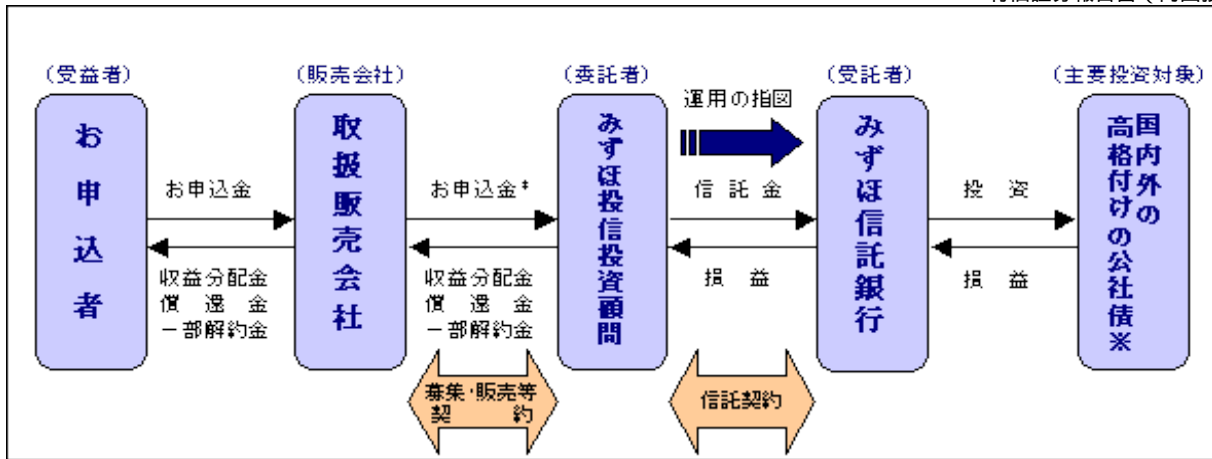 (受益者)
(販売会社)
(委託者)
(受託者)
(主要投資対象)
お申込者
取扱販売会社
みずほ投信投資顧問
みずほ信託銀行
国内外の
高格付けの公社債※
運用の指図
お申込金
お申込金*
信託金
投資
収益分配金
償還金
一部解約金
収益分配金
償還金
一部解約金
損益
損益
募集・販売等
契約
信託契約